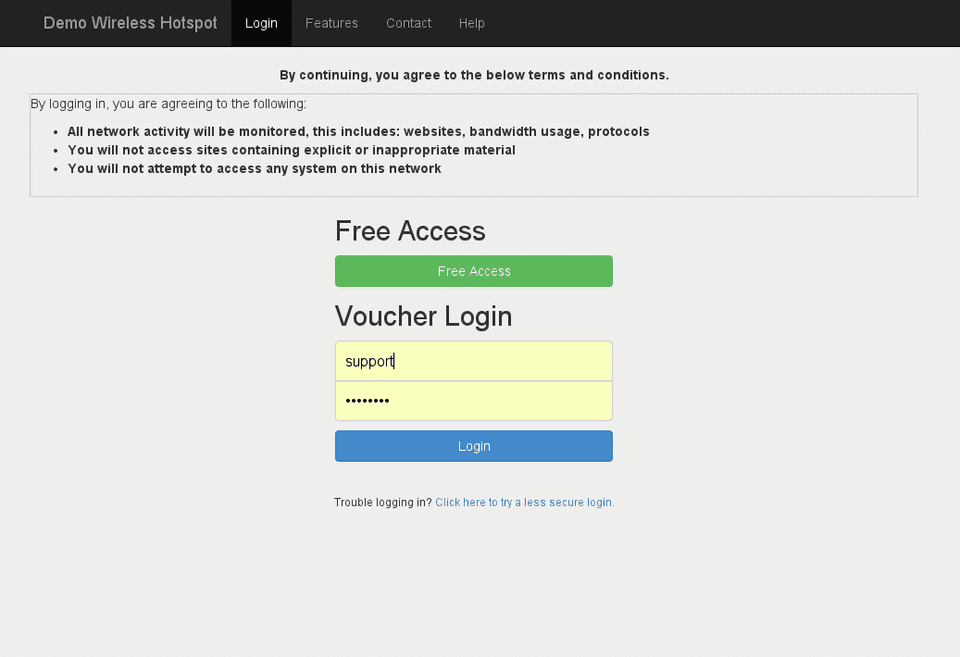 Demo Wireless Hotspot Login Features Contact Help
By continuing, you agree to the below terms and conditions.
By logging in, you are agreeing to the following:
• All network activity will be monitored, this includes: websites, bandwidth usage, protocols
• You will not access sites containing explicit or inappropriate material
• You will not attempt to access any system on this network
Free Access
Free Access
Voucher Login
support
••••••••
Login
Trouble logging in? Click here to try a less secure login.